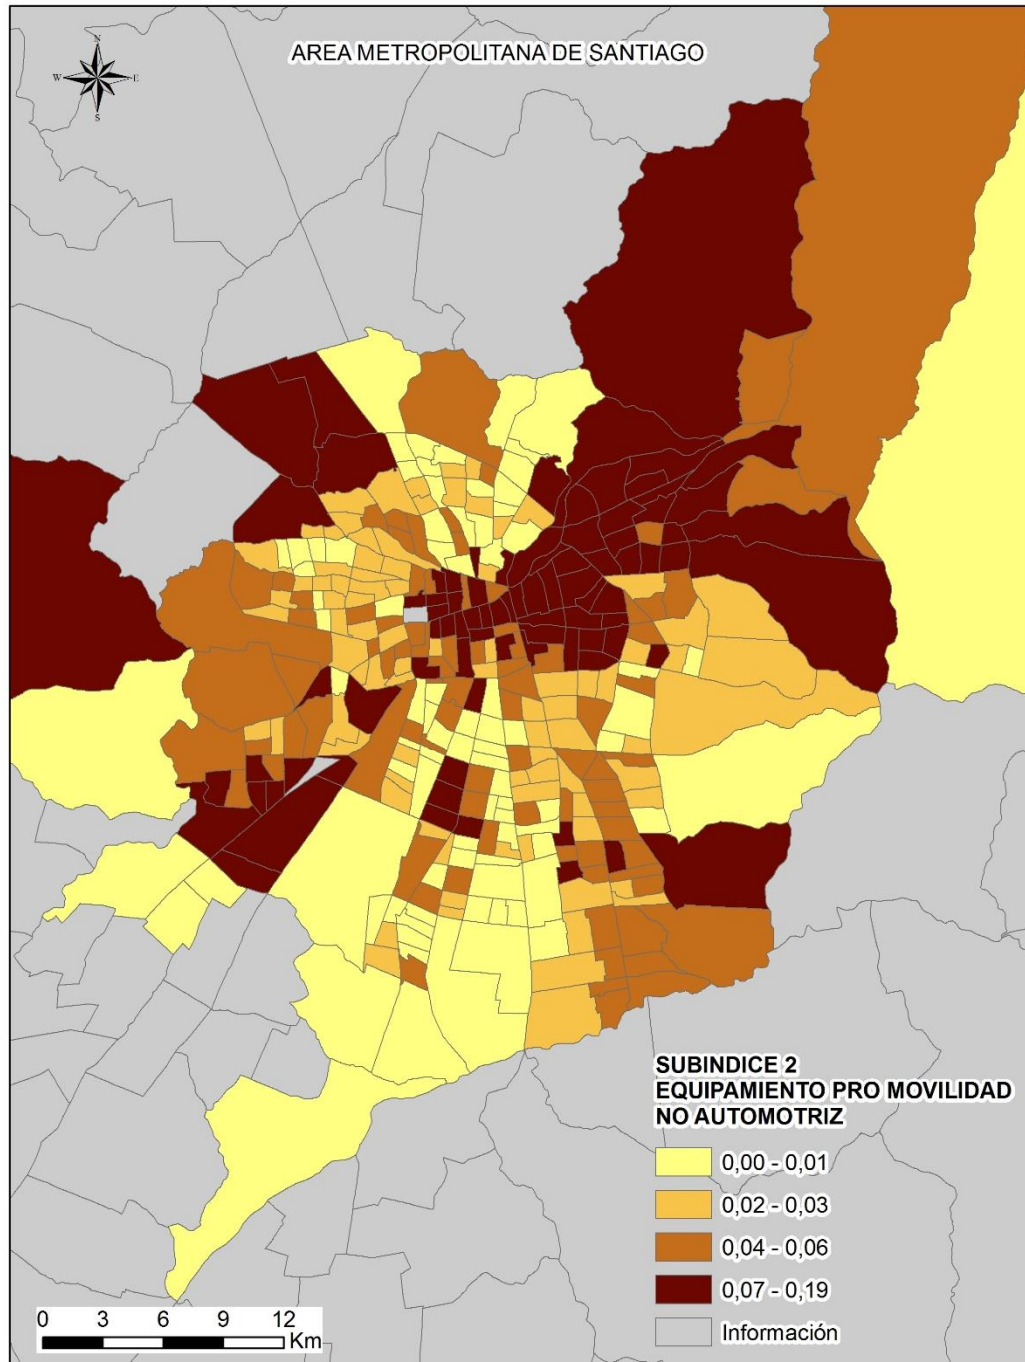 AREA METROPOLITANA DE SANTIAGO
N
W
E
S
SUBINDICE 2
EQUIPAMIENTO PRO MOVILIDAD
NO AUTOMOTRIZ
0,00 - 0,01
0,02 - 0,03
0,04 - 0,06
0,07 - 0,19
Información
0 3 6 9 12
Km